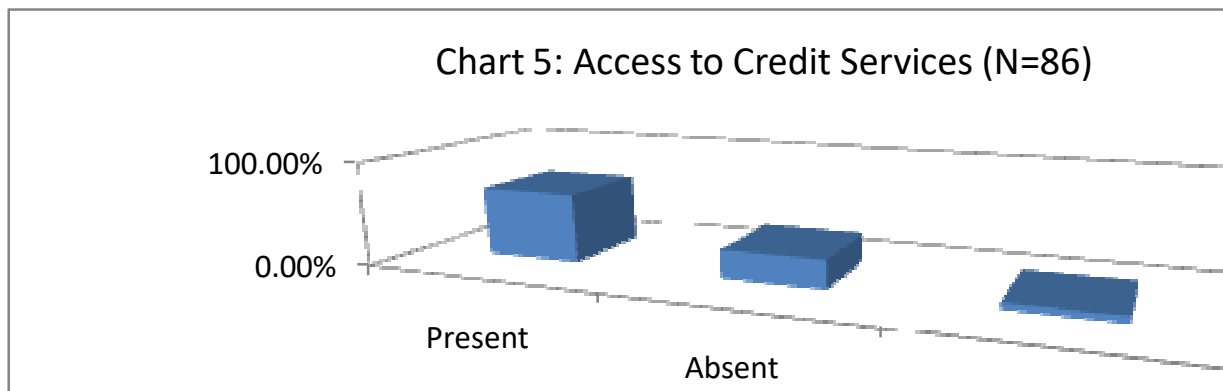 Chart 5: Access to Credit Services (N=86)
100.00%
0.00%
Present
Absent